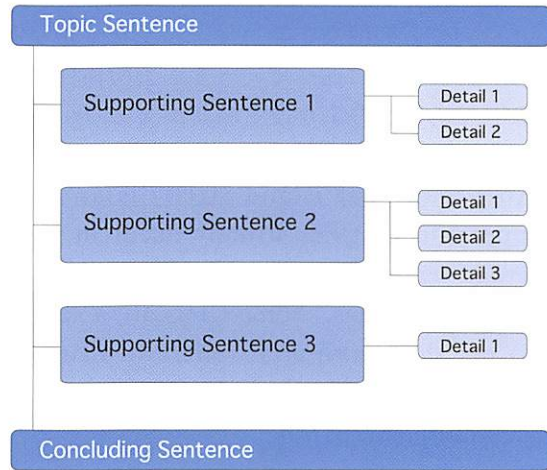 Topic Sentence
Supporting Sentence 1
Detail 1
Detail 2
Supporting Sentence 2
Detail 1
Detail 2
Detail 3
Supporting Sentence 3
Detail 1
Concluding Sentence